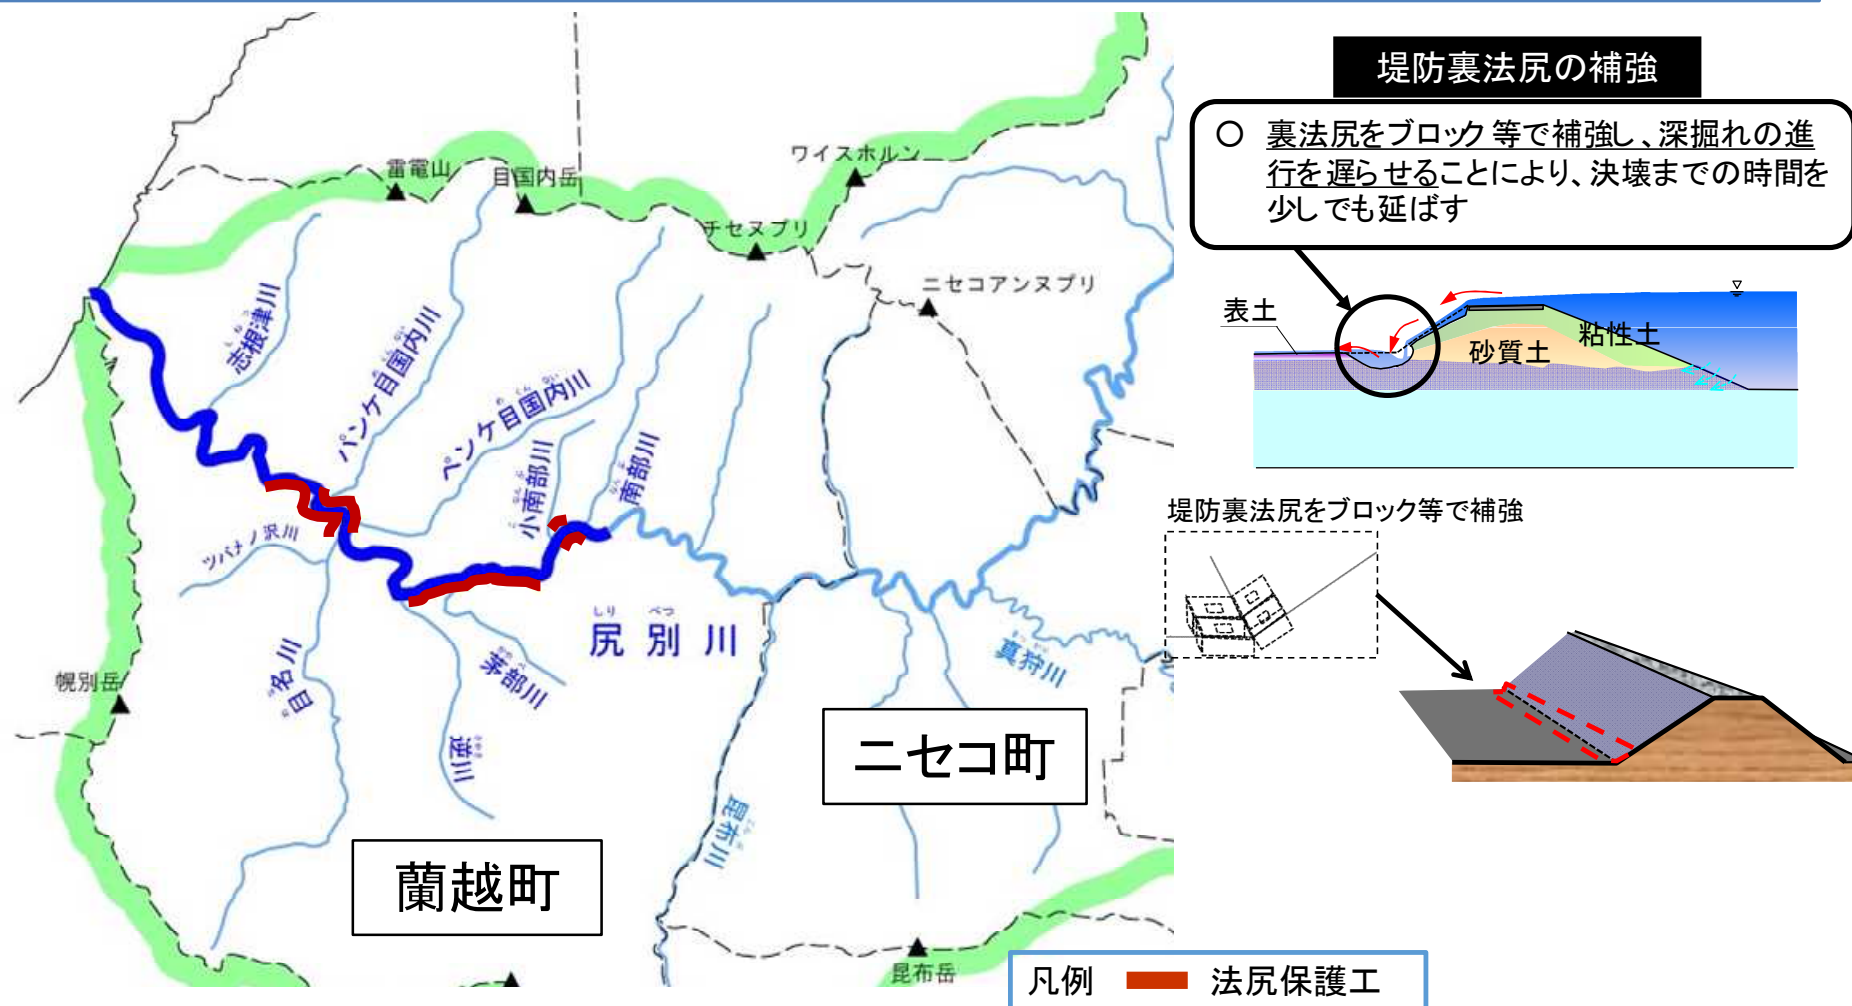 堤防裏法尻の補強
○ 裏法尻をブロック等で補強し、深掘れの進
行を遅らせることにより、決壊までの時間を
少しでも延ばす
表土
砂質土
粘性土
堤防裏法尻をブロック等で補強
雷電山
目国内岳
ワイスホルン
チセヌプリ
ニセコアンヌプリ
志根津川
パンケ目国内川
ペンケ目国内川
小南部川
南部川
ツバナノ沢川
しり べつ
尻別川
真狩川
幌別岳
目名川
逆川
昆布川
ニセコ町
蘭越町
昆布岳
凡例 法尻保護工